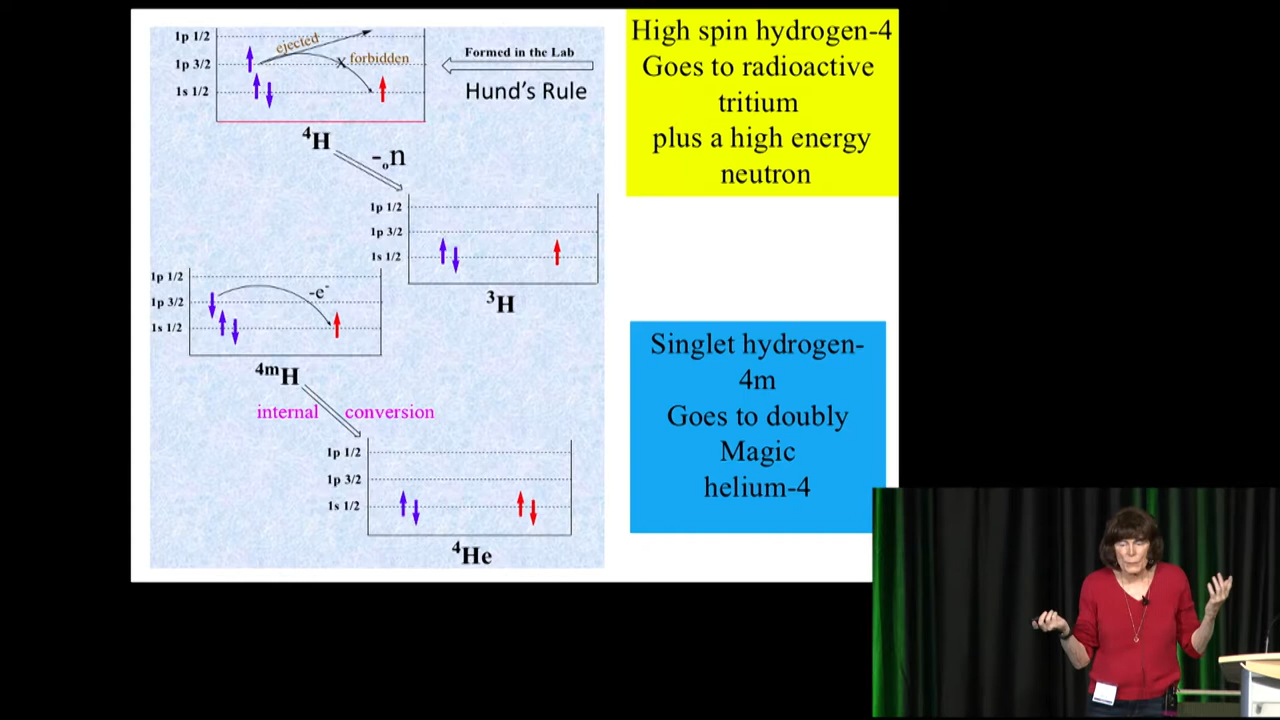 1p 1/2
1p 3/2
1s 1/2
ejected
forbidden
⁴H
Formed in the Lab
Hund's Rule
-₀n
1p 1/2
1p 3/2
1s 1/2
³H
1p 1/2
1p 3/2
1s 1/2
-e⁻
⁴ᵐH
internal conversion
1p 1/2
1p 3/2
1s 1/2
⁴He
High spin hydrogen-4
Goes to radioactive
tritium
plus a high energy
neutron
Singlet hydrogen-
4m
Goes to doubly
Magic
helium-4